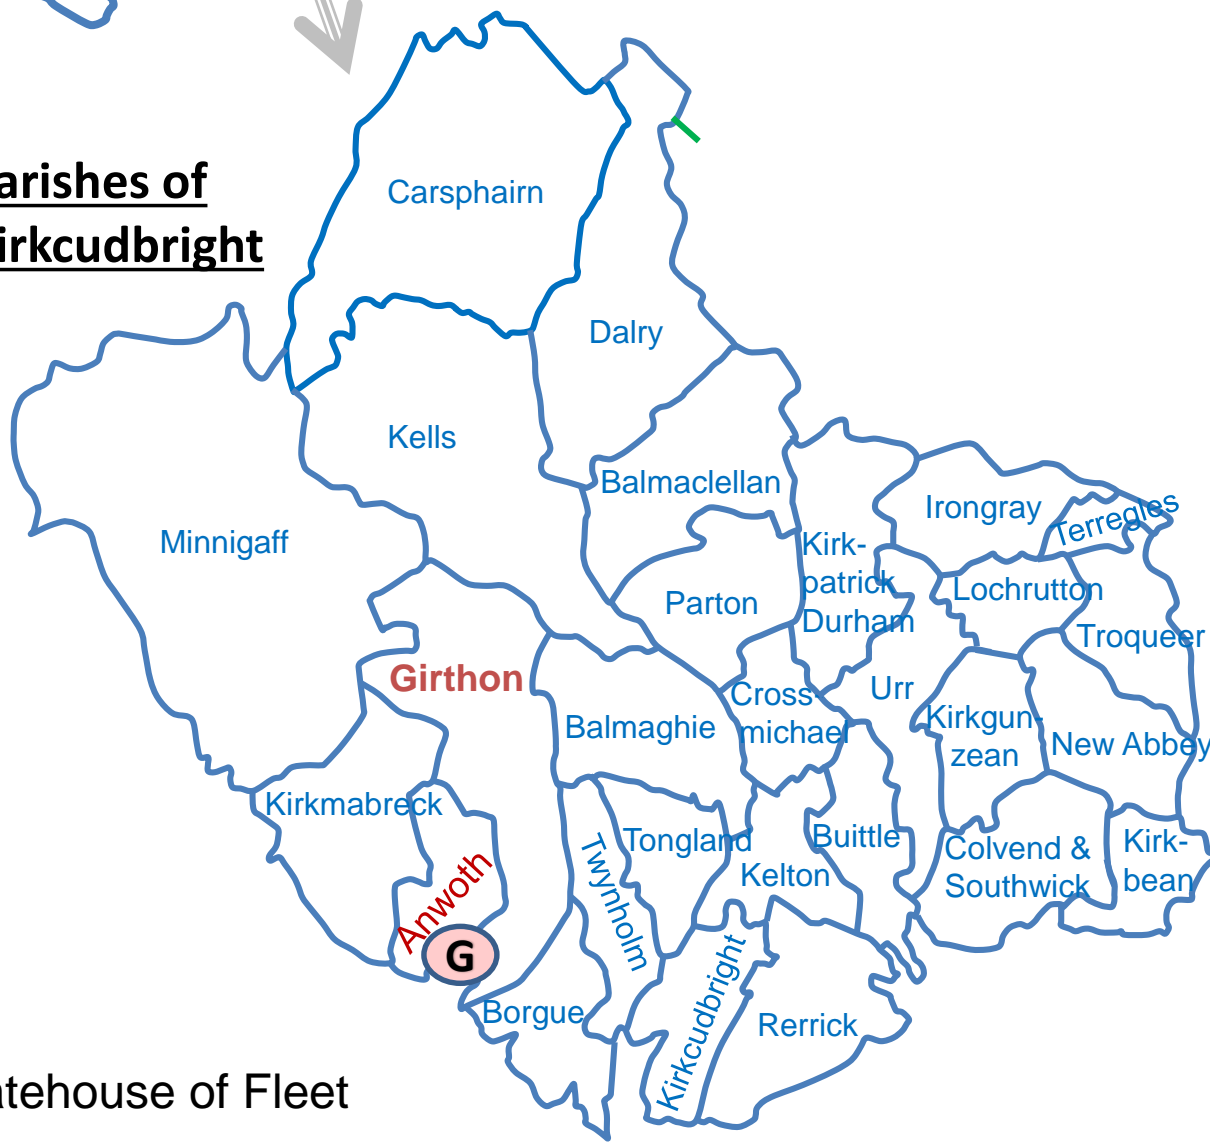 arishes of
irkcudbright
Carsphairn
Dalry
Kells
Balmaclellan
Irongray
Terregles
Minnigaff
Kirk-
patrick
Durham
Parton
Lochrutton
Troqueer
Girthon
Urr
Cross-
michael
Balmaghie
Kirkgun-
zean
New Abbey
Kirkmabreck
Anwoth
Twynholm
Tongland
Kelton
Buittle
Colvend &
Southwick
Kirk-
bean
G
Borgue
Kirkcudbright
Rerrick
atehouse of Fleet